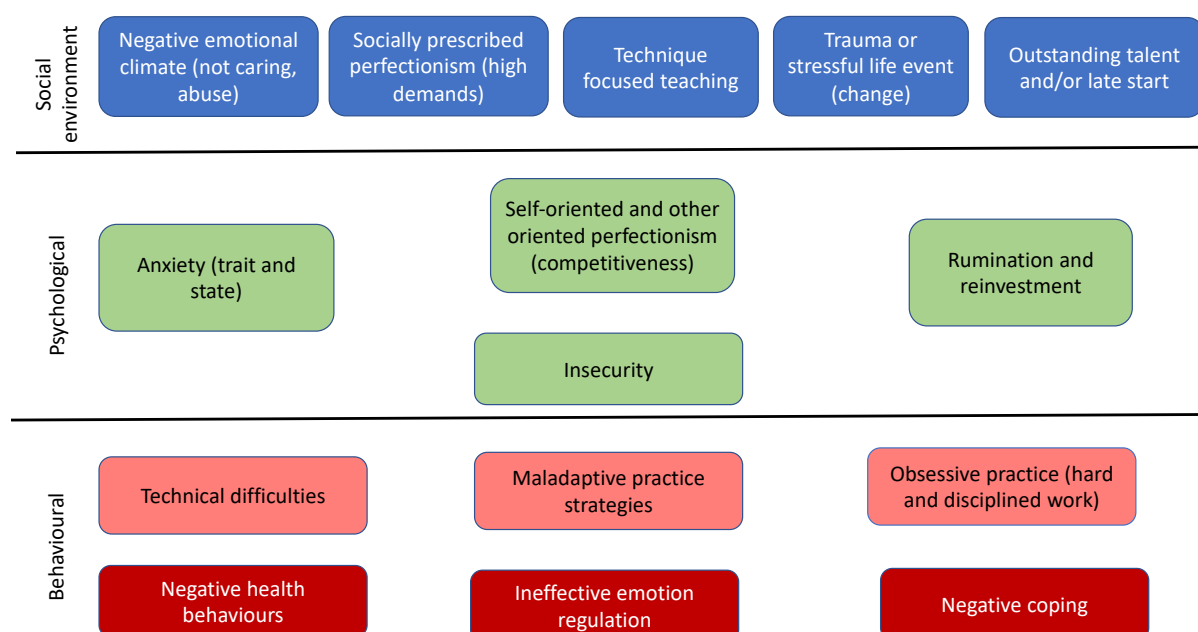 Social
environment
Negative emotional
climate (not caring,
abuse)
Socially prescribed
perfectionism (high
demands)
Technique
focused teaching
Trauma or
stressful life event
(change)
Outstanding talent
and/or late start
Psychological
Anxiety (trait and
state)
Self-oriented and other
oriented perfectionism
(competitiveness)
Insecurity
Rumination and
reinvestment
Behavioural
Technical difficulties
Maladaptive practice
strategies
Obsessive practice (hard
and disciplined work)
Negative health
behaviours
Ineffective emotion
regulation
Negative coping